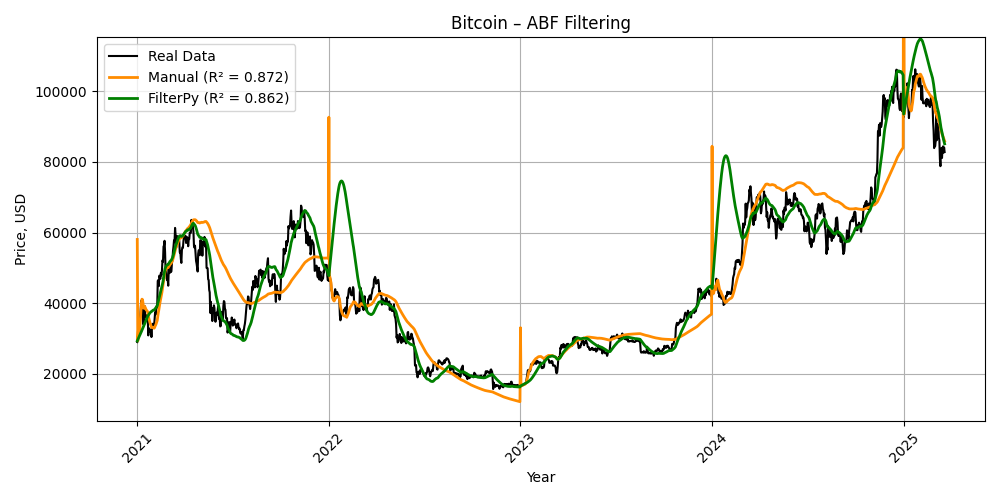 Bitcoin – ABF Filtering
Real Data
Manual (R² = 0.872)
FilterPy (R² = 0.862)
Price, USD
100000
80000
60000
40000
20000
2021
2022
2023
2024
2025
Year